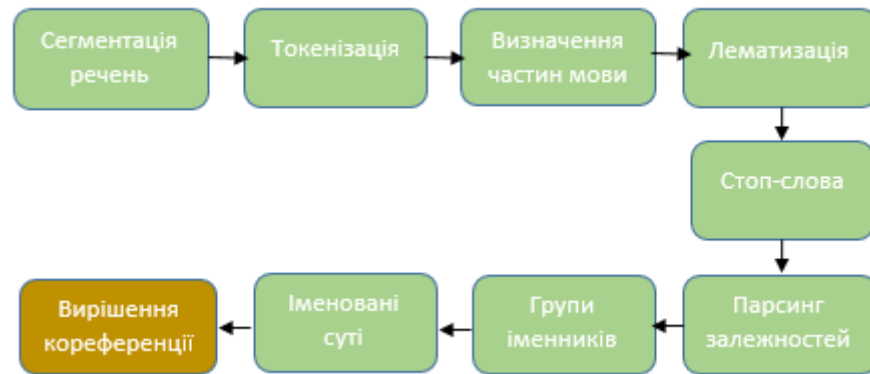 Сегментація
речень
Токенізація
Визначення
частин мови
Лематизація
Стоп-слова
Парсинг
залежностей
Групи
іменників
Іменовані
суті
Вирішення
кореференції